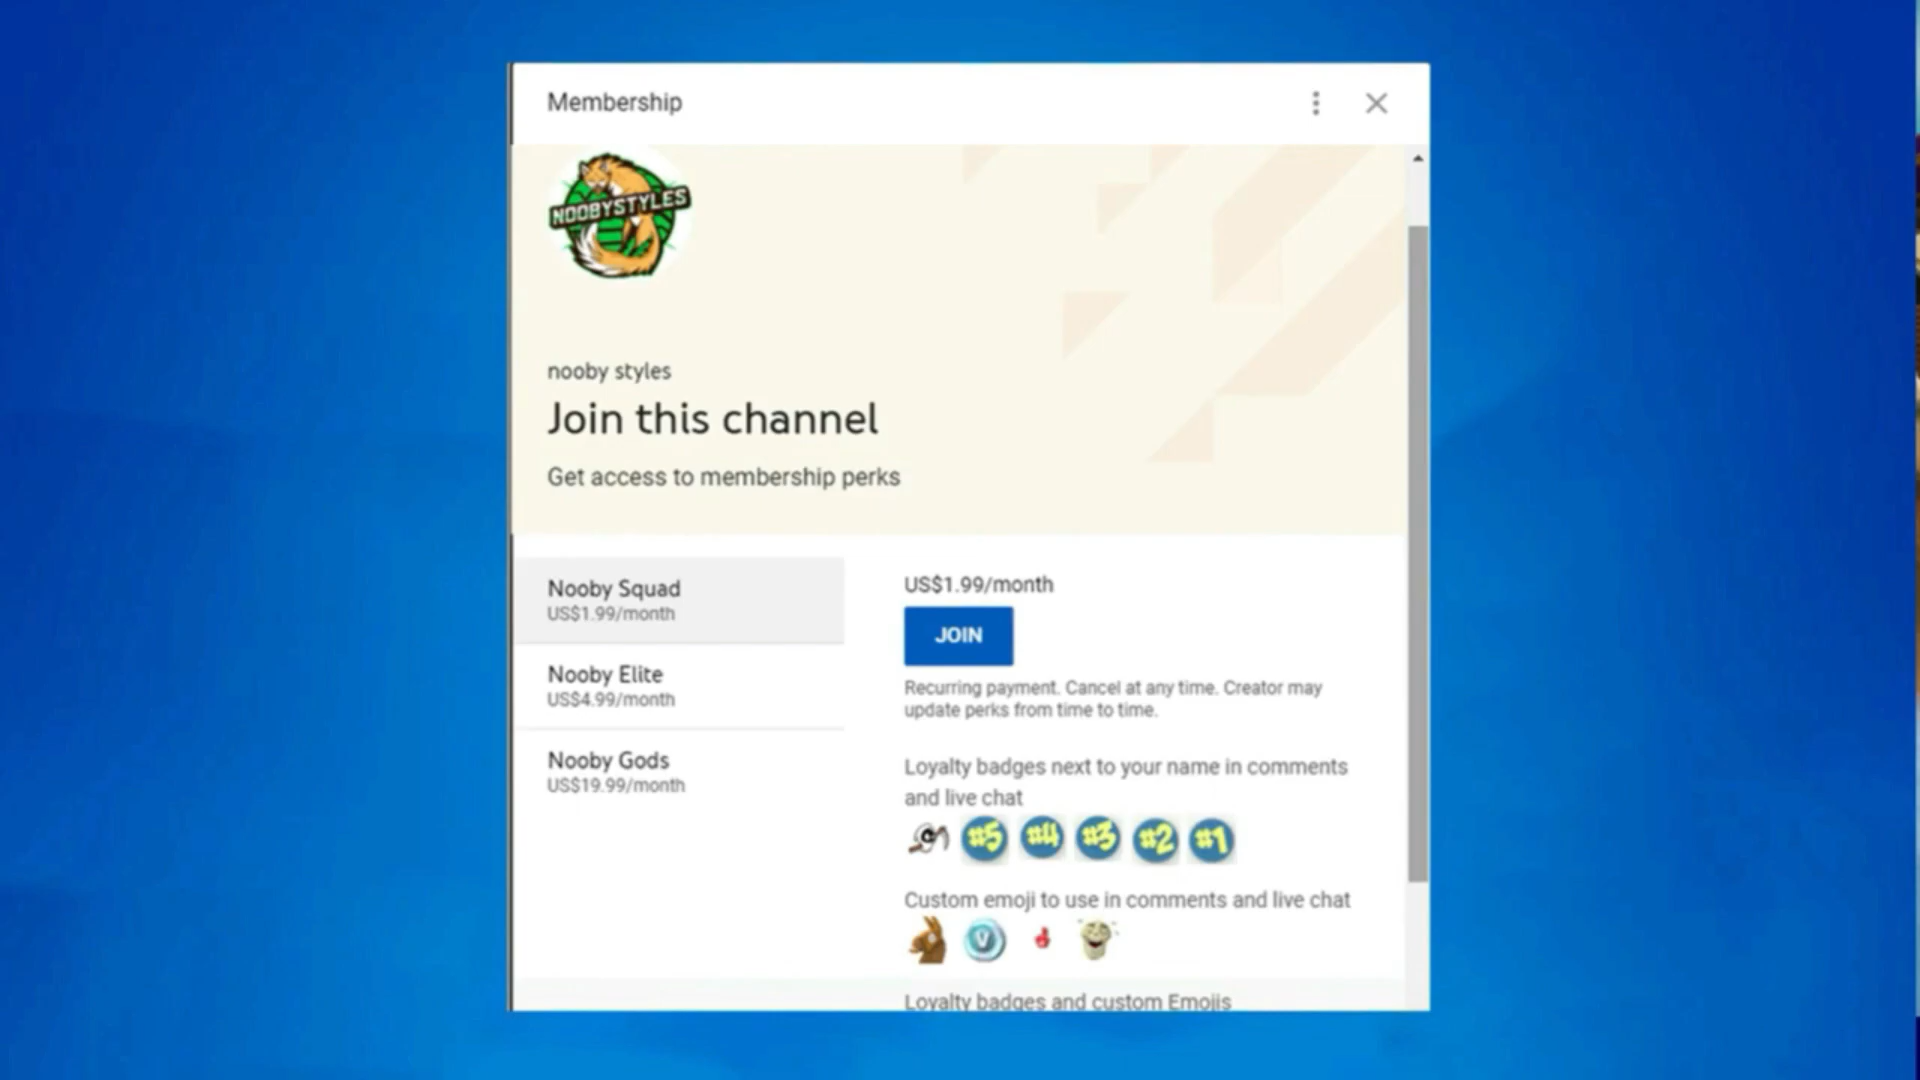 Membership
NOOBYSTYLES
nooby styles
Join this channel
Get access to membership perks
Nooby Squad
US$1.99/month
Nooby Elite
US$4.99/month
Nooby Gods
US$19.99/month
US$1.99/month
JOIN
Recurring payment. Cancel at any time. Creator may
update perks from time to time.
Loyalty badges next to your name in comments
and live chat
#5 #4 #3 #2 #1
Custom emoji to use in comments and live chat
V
Loyalty badges and custom Emojis